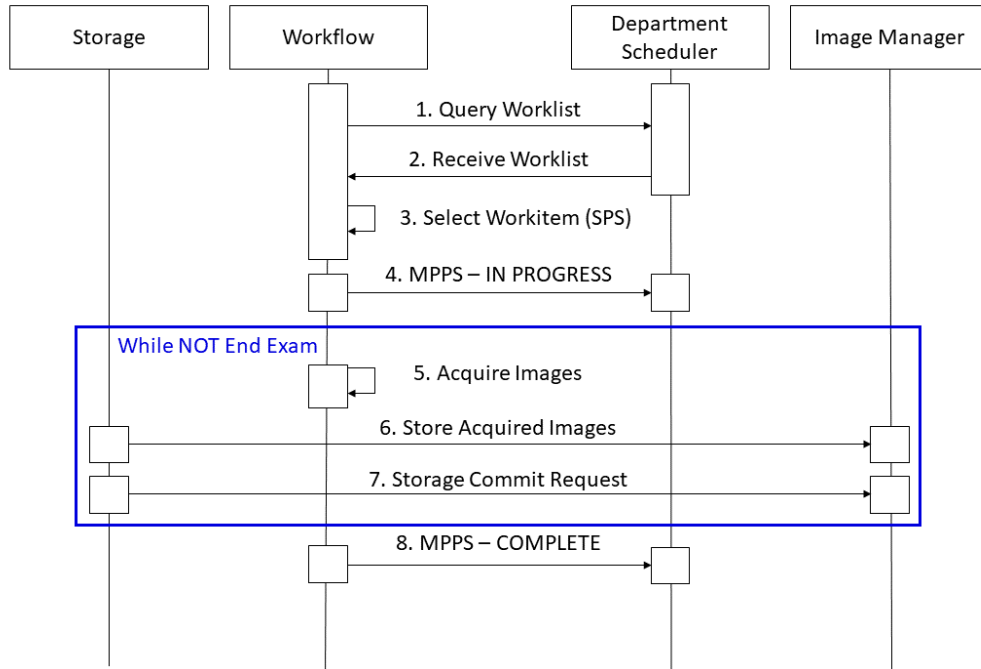 Storage
Workflow
Department
Scheduler
Image Manager
1. Query Worklist
2. Receive Worklist
3. Select Workitem (SPS)
4. MPPS – IN PROGRESS
While NOT End Exam
5. Acquire Images
6. Store Acquired Images
7. Storage Commit Request
8. MPPS – COMPLETE